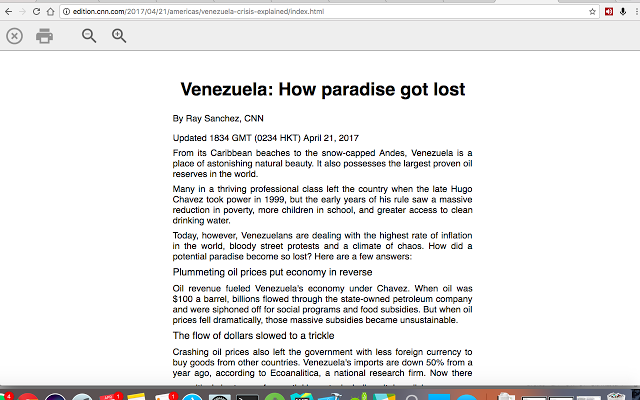 edition.cnn.com/2017/04/21/americas/venezuela-crisis-explained/index.html
Venezuela: How paradise got lost
By Ray Sanchez, CNN
Updated 1834 GMT (0234 HKT) April 21, 2017
From its Caribbean beaches to the snow-capped Andes, Venezuela is a
place of astonishing natural beauty. It also possesses the largest proven oil
reserves in the world.
Many in a thriving professional class left the country when the late Hugo
Chavez took power in 1999, but the early years of his rule saw a massive
reduction in poverty, more children in school, and greater access to clean
drinking water.
Today, however, Venezuelans are dealing with the highest rate of inflation
in the world, bloody street protests and a climate of chaos. How did a
potential paradise become so lost? Here are a few answers:
Plummeting oil prices put economy in reverse
Oil revenue fueled Venezuela's economy under Chavez. When oil was
$100 a barrel, billions flowed through the state-owned petroleum company
and were siphoned off for social programs and food subsidies. But when oil
prices fell dramatically, those massive subsidies became unsustainable.
The flow of dollars slowed to a trickle
Crashing oil prices also left the government with less foreign currency to
buy goods from other countries. Venezuela's imports are down 50% from a
year ago, according to Ecoanalitica, a national research firm. Now there